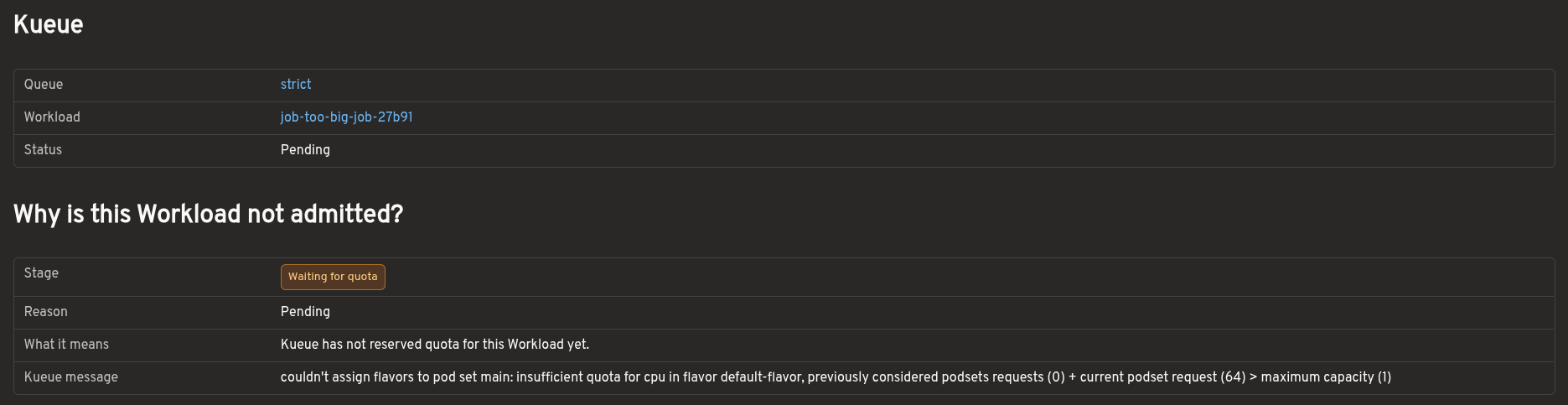 Kueue
Queue strict
Workload job-too-big-job-27b91
Status Pending
Why is this Workload not admitted?
Stage Waiting for quota
Reason Pending
What it means Kueue has not reserved quota for this Workload yet.
Kueue message couldn't assign flavors to pod set main: insufficient quota for cpu in flavor default-flavor, previously considered podsets requests (0) + current podset request (64) > maximum capacity (1)